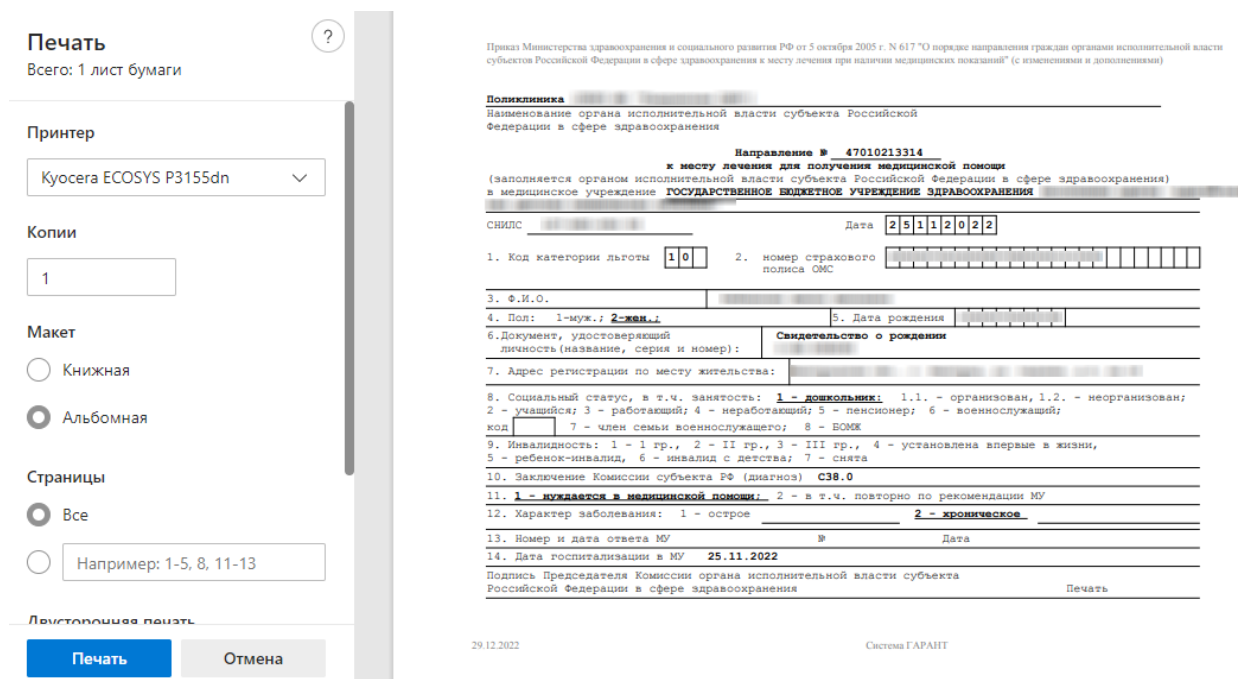 Печать
?
Всего: 1 лист бумаги
Принтер
Kyocera ECOSYS P3155dn
Копии
1
Макет
Книжная
Альбомная
Страницы
Все
Например: 1-5, 8, 11-13
Двусторонняя печать
Печать
Отмена
Приказ Министерства здравоохранения и социального развития РФ от 5 октября 2005 г. N 617 "О порядке направления граждан органами исполнительной власти
субъектов Российской Федерации в сфере здравоохранения к месту лечения при наличии медицинских показаний" (с изменениями и дополнениями)
Поликлиника
Наименование органа исполнительной власти субъекта Российской
Федерации в сфере здравоохранения
Направление № 47010213314
к месту лечения для получения медицинской помощи
(заполняется органом исполнительной власти субъекта Российской Федерации в сфере здравоохранения)
в медицинское учреждение ГОСУДАРСТВЕННОЕ БЮДЖЕТНОЕ УЧРЕЖДЕНИЕ ЗДРАВООХРАНЕНИЯ
СНИЛС Дата 25112022
1. Код категории льготы 10 2. номер страхового
полиса ОМС
3. Ф.И.О.
4. Пол: 1-муж.; 2-жен.; 5. Дата рождения
6.Документ, удостоверяющий Свидетельство о рождении
личность(название, серия и номер):
7. Адрес регистрации по месту жительства:
8. Социальный статус, в т.ч. занятость: 1 - дошкольник: 1.1. - организован, 1.2. - неорганизован;
2 - учащийся; 3 - работающий; 4 - неработающий; 5 - пенсионер; 6 - военнослужащий;
код 7 - член семьи военнослужащего; 8 - БОМЖ
9. Инвалидность: 1 - 1 гр., 2 - II гр., 3 - III гр., 4 - установлена впервые в жизни,
5 - ребенок-инвалид, 6 - инвалид с детства; 7 - снята
10. Заключение Комиссии субъекта РФ (диагноз) C38.0
11. 1 - нуждается в медицинской помощи; 2 - в т.ч. повторно по рекомендации МУ
12. Характер заболевания: 1 - острое 2 - хроническое
13. Номер и дата ответа МУ № Дата
14. Дата госпитализации в МУ 25.11.2022
Подпись Председателя Комиссии органа исполнительной власти субъекта
Российской Федерации в сфере здравоохранения Печать
29.12.2022 Система ГАРАНТ